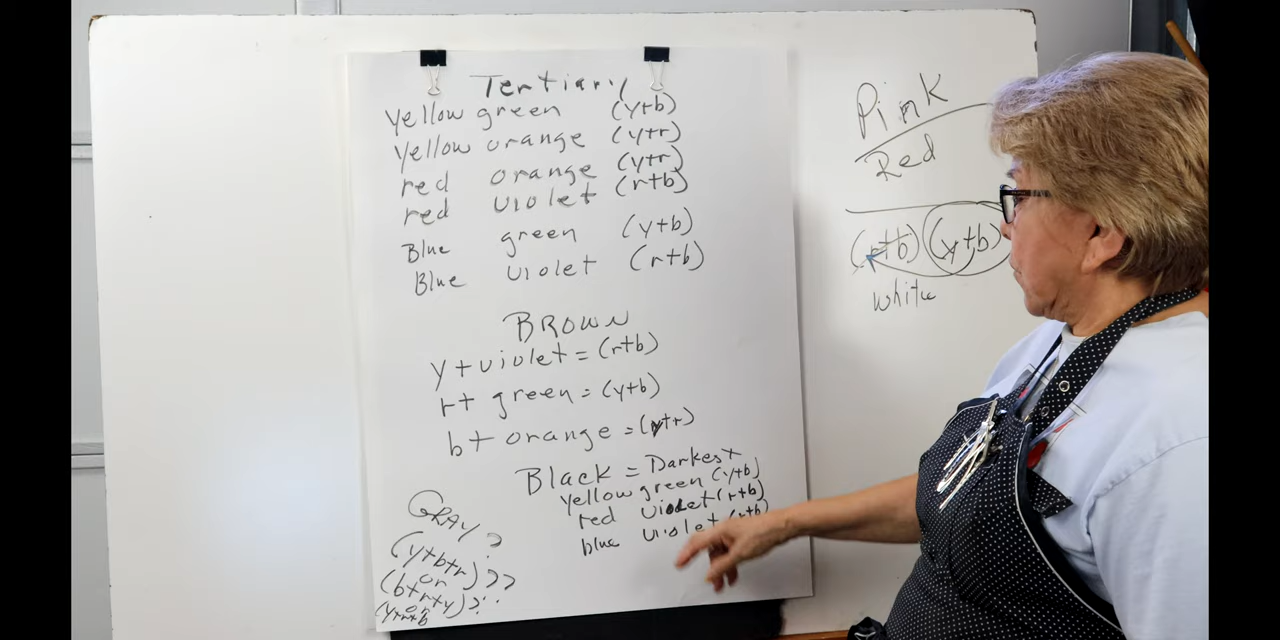 Tertiary
Yellow green (y+b)
Yellow orange (y+r)
red orange (y+r)
red violet (r+b)
Blue green (y+b)
Blue violet (r+b)
BROWN
y+violet = (r+b)
r+ green = (y+b)
b+ orange = (y+r)
Black = Darkest
Yellow green (y+b)
red violet (r+b)
blue violet (r+b)
GRAY ?
(y+b+r)
or ??
(b+r+y)
or ?
(y+r+b
Pink
Red
(r+b) (y+b)
white